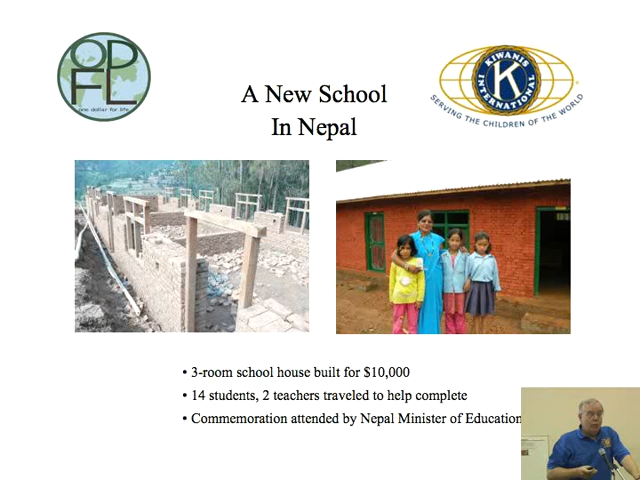 OD
FL
one dollar for life
A New School
In Nepal
KIWANIS
INTERNATIONAL
K
SERVING THE CHILDREN OF THE WORLD
• 3-room school house built for $10,000
• 14 students, 2 teachers traveled to help complete
• Commemoration attended by Nepal Minister of Education